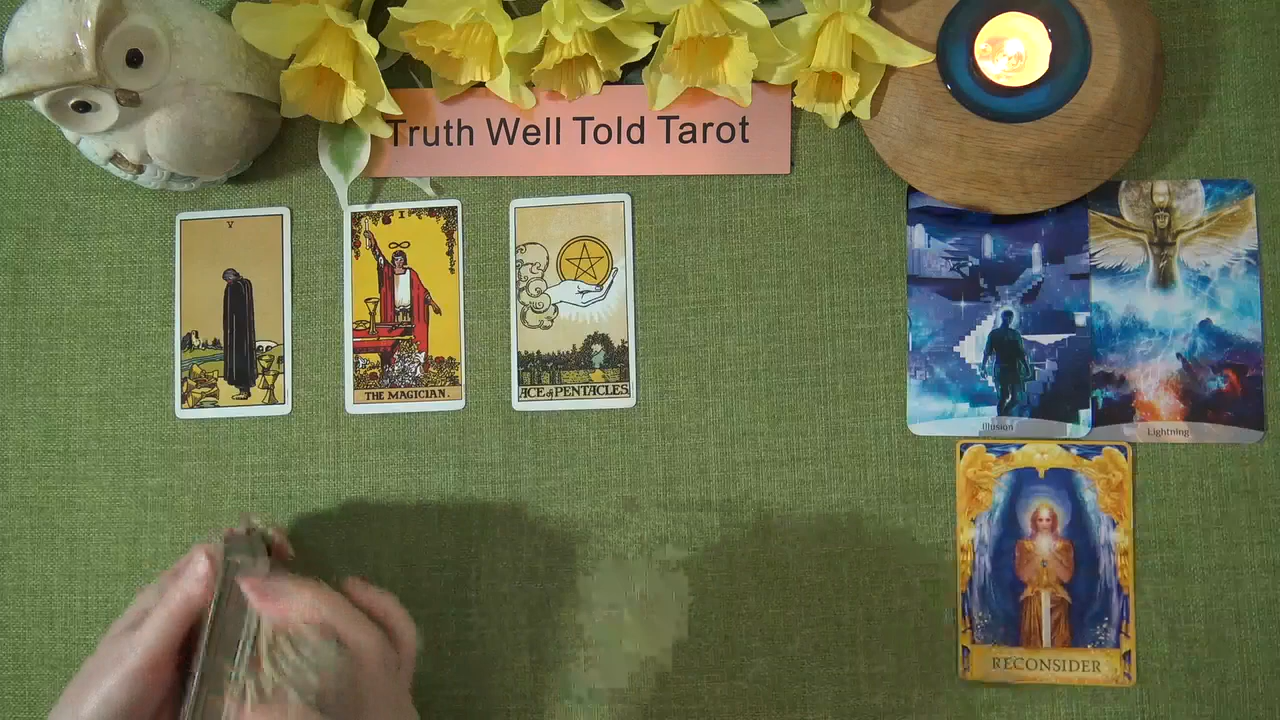 Truth Well Told Tarot
V
I
THE MAGICIAN.
ACE of PENTACLES
Illusion
Lightning
RECONSIDER